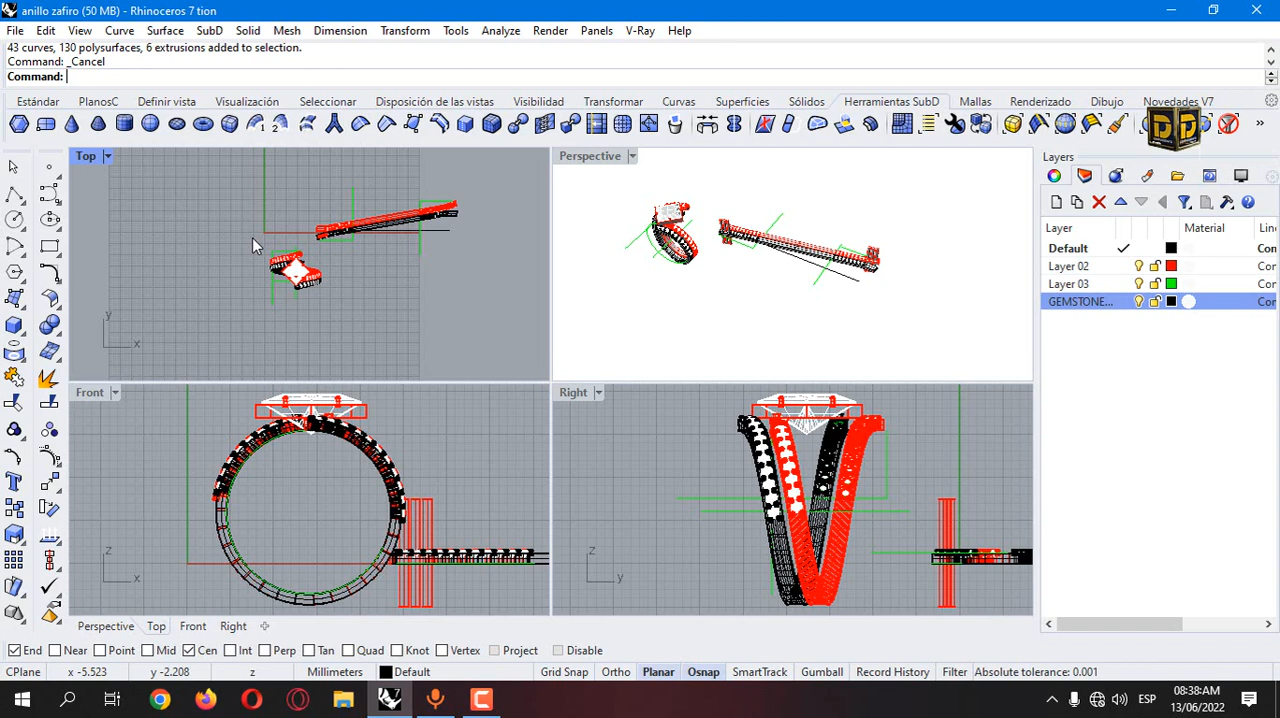 anillo zafiro (50 MB) - Rhinoceros 7 tion
File Edit View Curve Surface SubD Solid Mesh Dimension Transform Tools Analyze Render Panels V-Ray Help
43 curves, 130 polysurfaces, 6 extrusions added to selection.
Command: _Cancel
Command:
Estándar PlanosC Definir vista Visualización Seleccionar Disposición de las vistas Visibilidad Transformar Curvas Superficies Sólidos Herramientas SubD Mallas Renderizado Dibujo Novedades V7
Top
Perspective
Layers
Layer Material Line
Default
Layer 02 Con
Layer 03 Con
GEMSTONE... Con
y
x
Front
Right
z
x
z
y
Perspective Top Front Right
End Near Point Mid Cen Int Perp Tan Quad Knot Vertex Project Disable
CPlane x -5.523 y -2.208 z Millimeters Default Grid Snap Ortho Planar Osnap SmartTrack Gumball Record History Filter Absolute tolerance: 0.001
ESP
08:38AM
13/06/2022